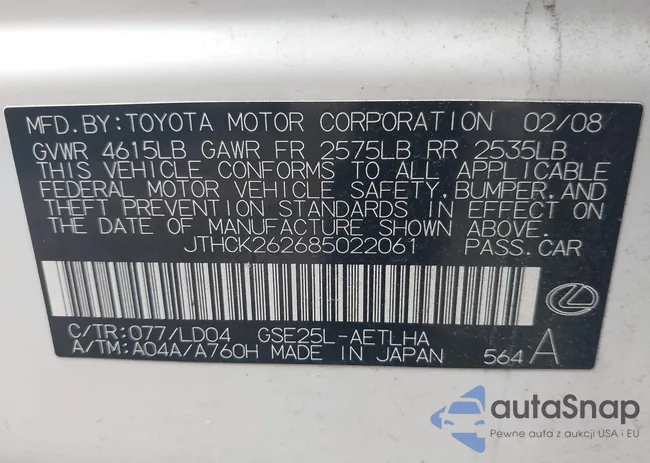 MFD.BY:TOYOTA MOTOR CORPORATION 02/08
GVWR 4615LB GAWR FR 2575LB RR 2535LB
THIS VEHICLE CONFORMS TO ALL APPLICABLE
FEDERAL MOTOR VEHICLE SAFETY, BUMPER, AND
THEFT PREVENTION STANDARDS IN EFFECT ON
THE DATE OF MANUFACTURE SHOWN ABOVE.
JTHCK262685022061 PASS.CAR
C/TR:077/LD04 GSE25L-AETLHA
A/TM:A04A/A760H MADE IN JAPAN 564 A
autoSnap
Pewne auta z aukcji USA i EU